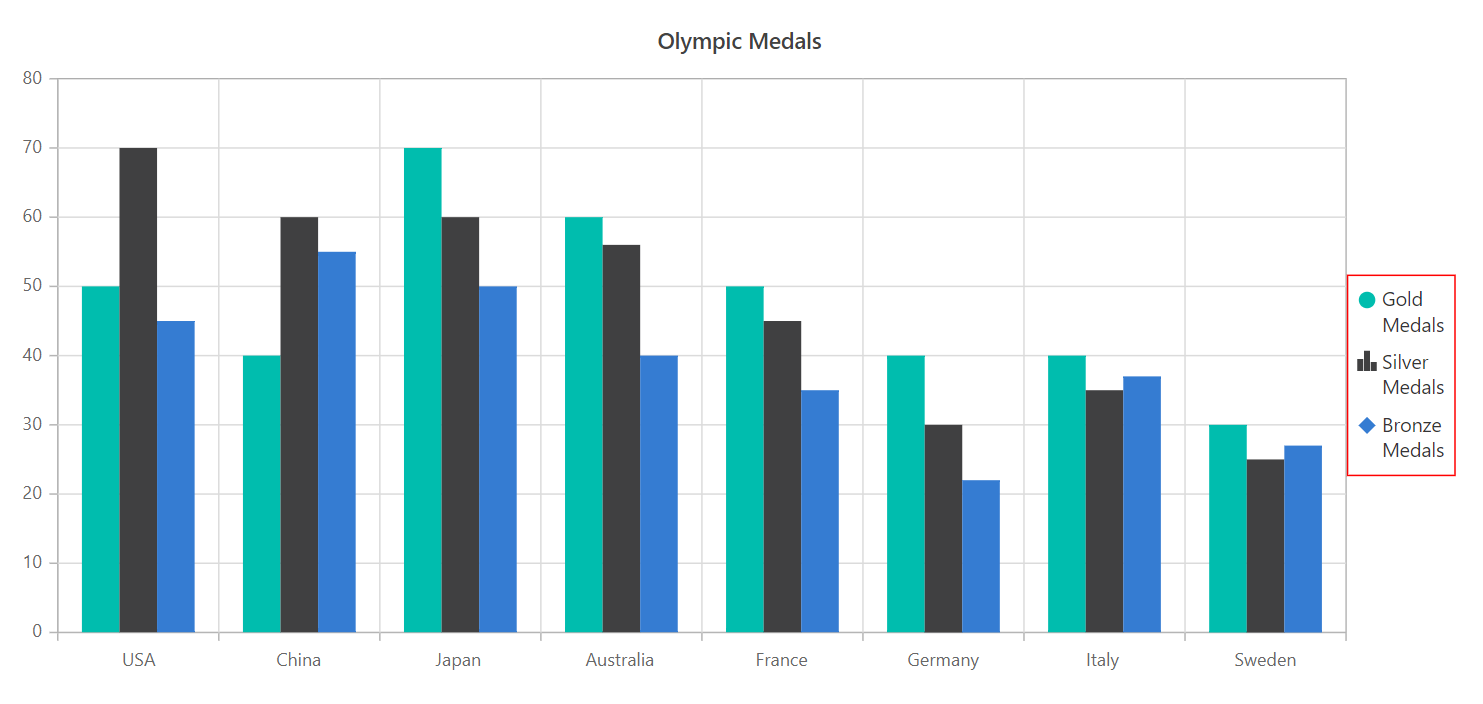 Olympic Medals
80
70
60
50
40
30
20
10
0
USA China Japan Australia France Germany Italy Sweden
Gold
Medals
Silver
Medals
Bronze
Medals